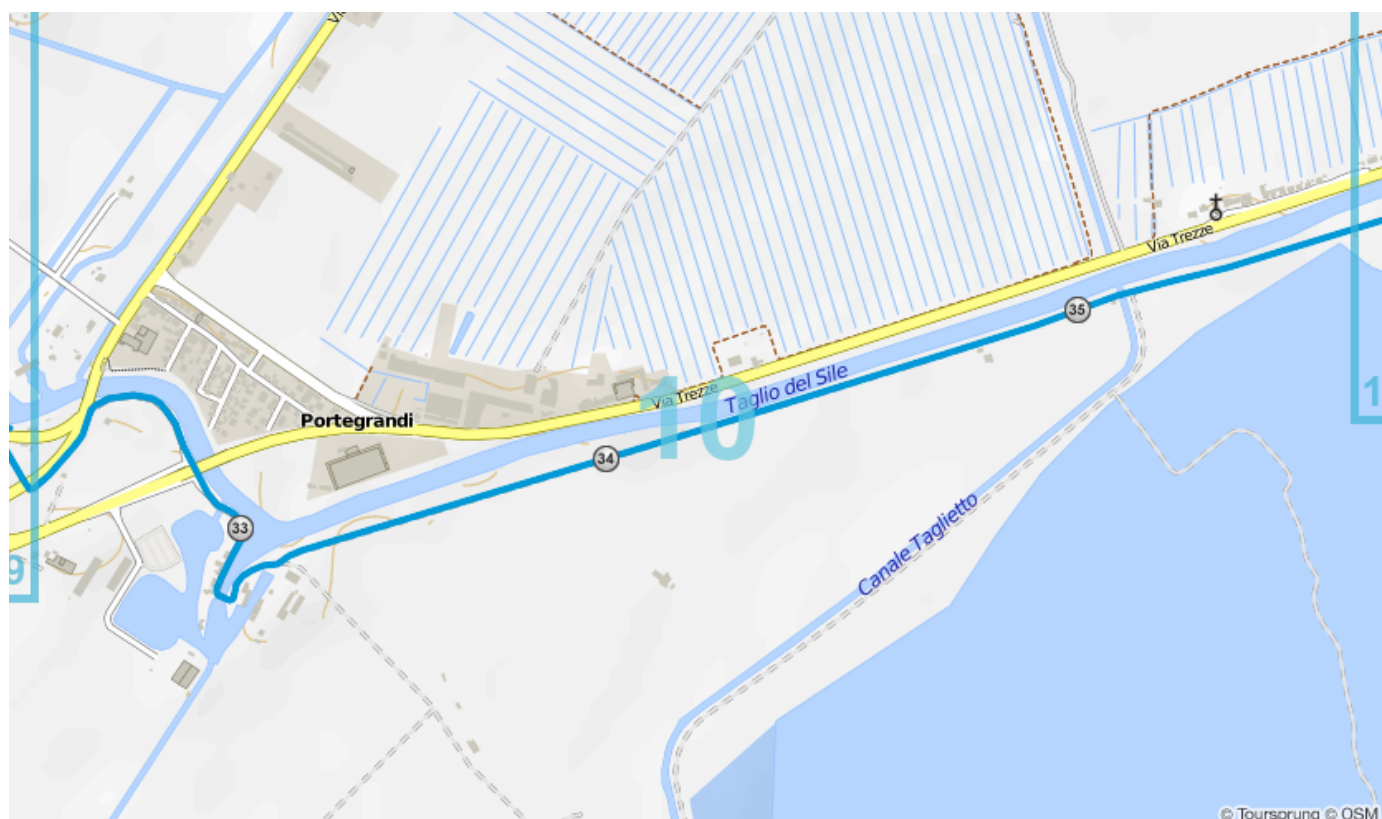 Via Trezze
Portegrandi
Via Trezze
Taglio del Sile
10
1
35
34
33
9
Canale Taglietto
© Toursprung © OSM